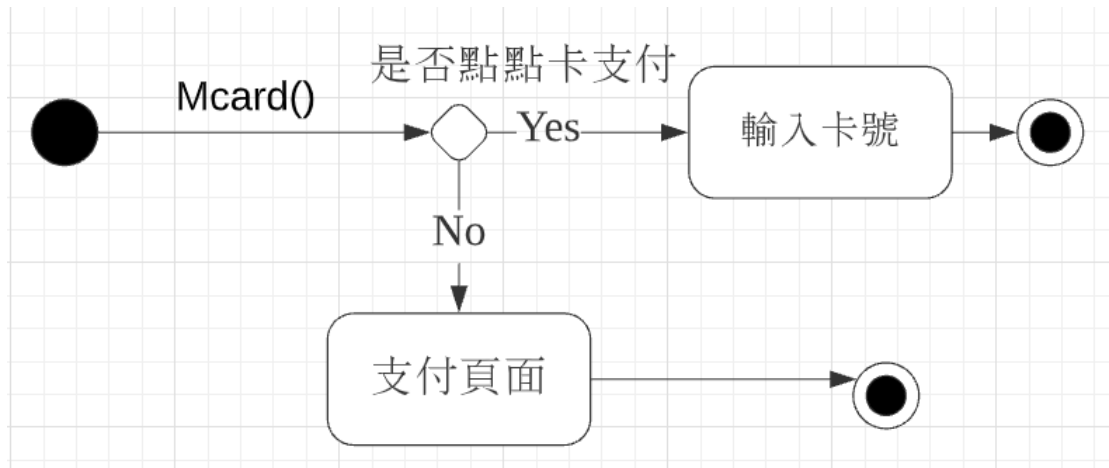 是否點點卡支付
Mcard()
Yes
輸入卡號
No
支付頁面